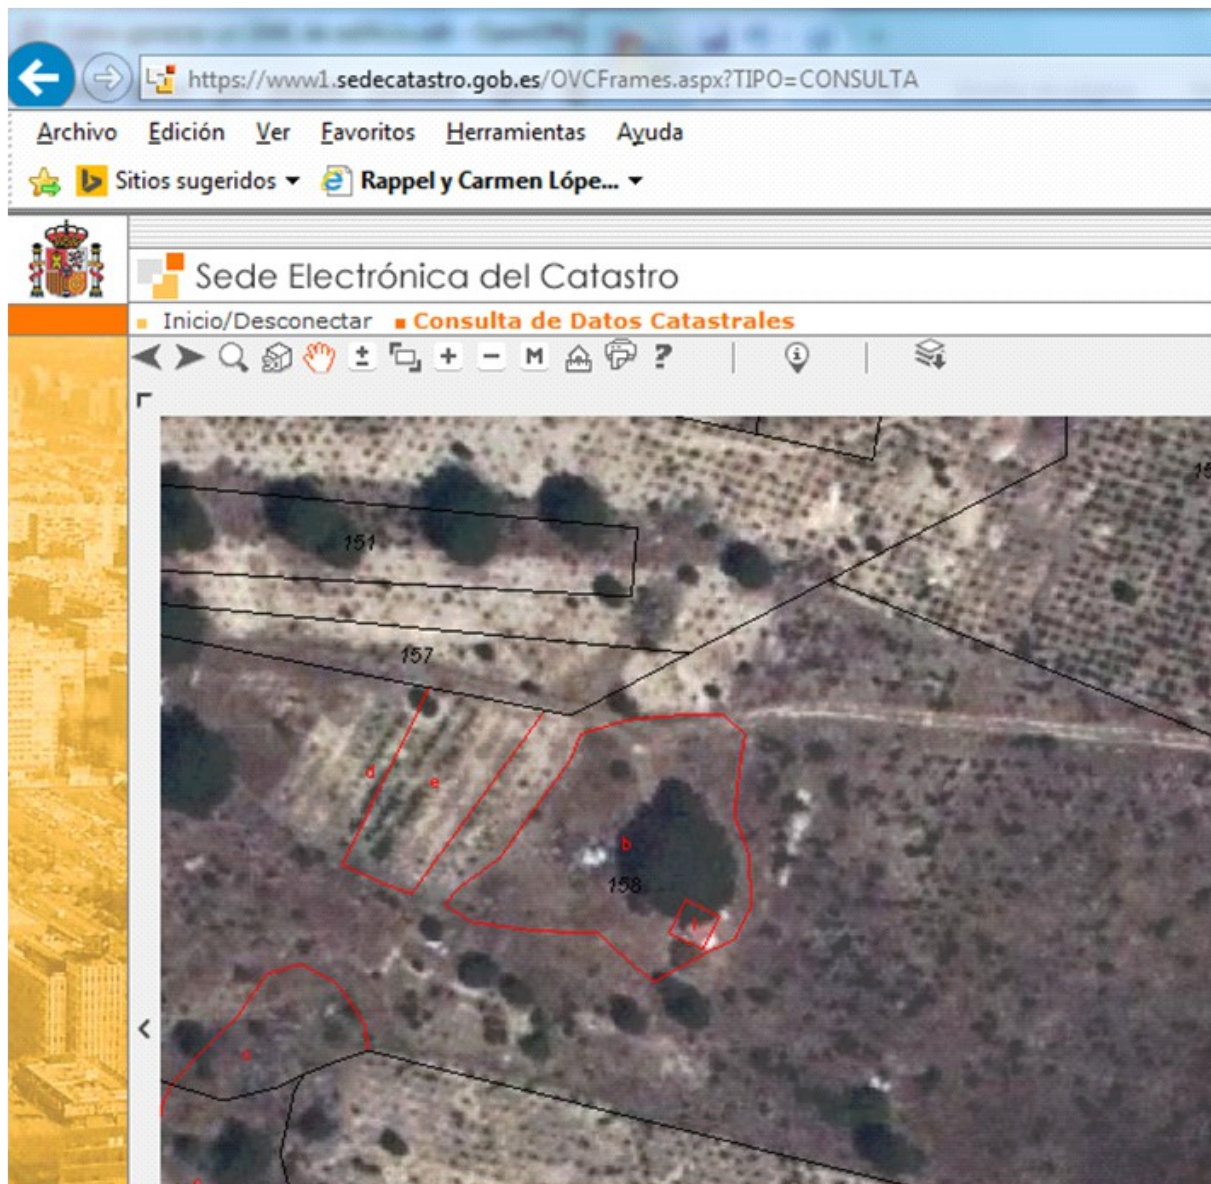 https://www1.sedecatastro.gob.es/OVCFrames.aspx?TIPO=CONSULTA
Archivo Edición Ver Favoritos Herramientas Ayuda
Sitios sugeridos Rappel y Carmen Lópe...
Sede Electrónica del Catastro
Inicio/Desconectar Consulta de Datos Catastrales
M ?
151
157
d e
b
158